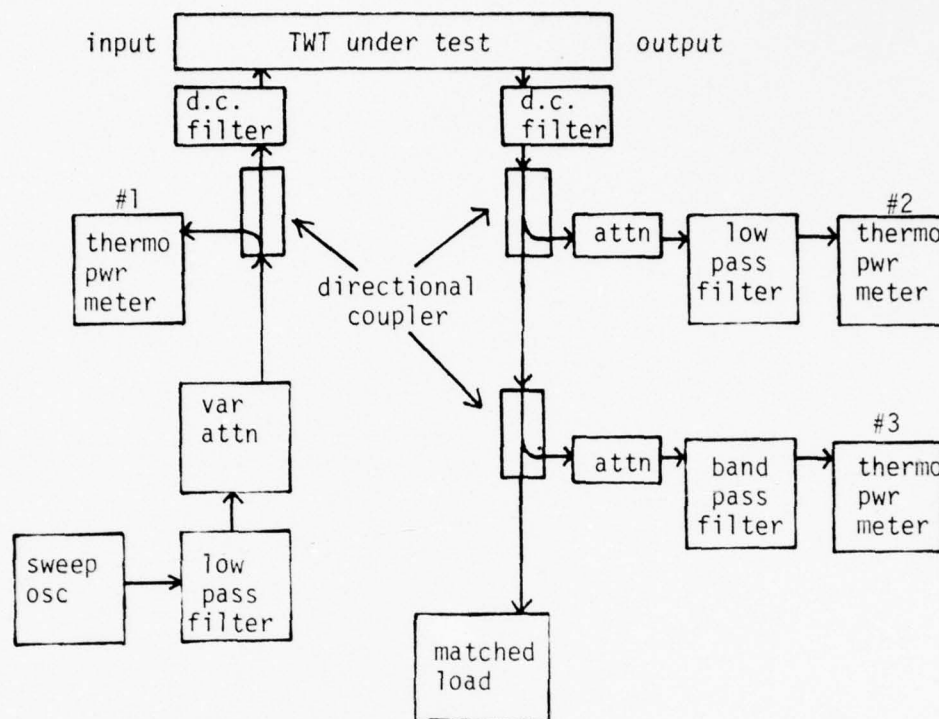 input
TWT under test
output
d.c.
filter
d.c.
filter
#1
thermo
pwr
meter
directional
coupler
attn
low
pass
filter
#2
thermo
pwr
meter
var
attn
attn
band
pass
filter
#3
thermo
pwr
meter
sweep
osc
low
pass
filter
matched
load